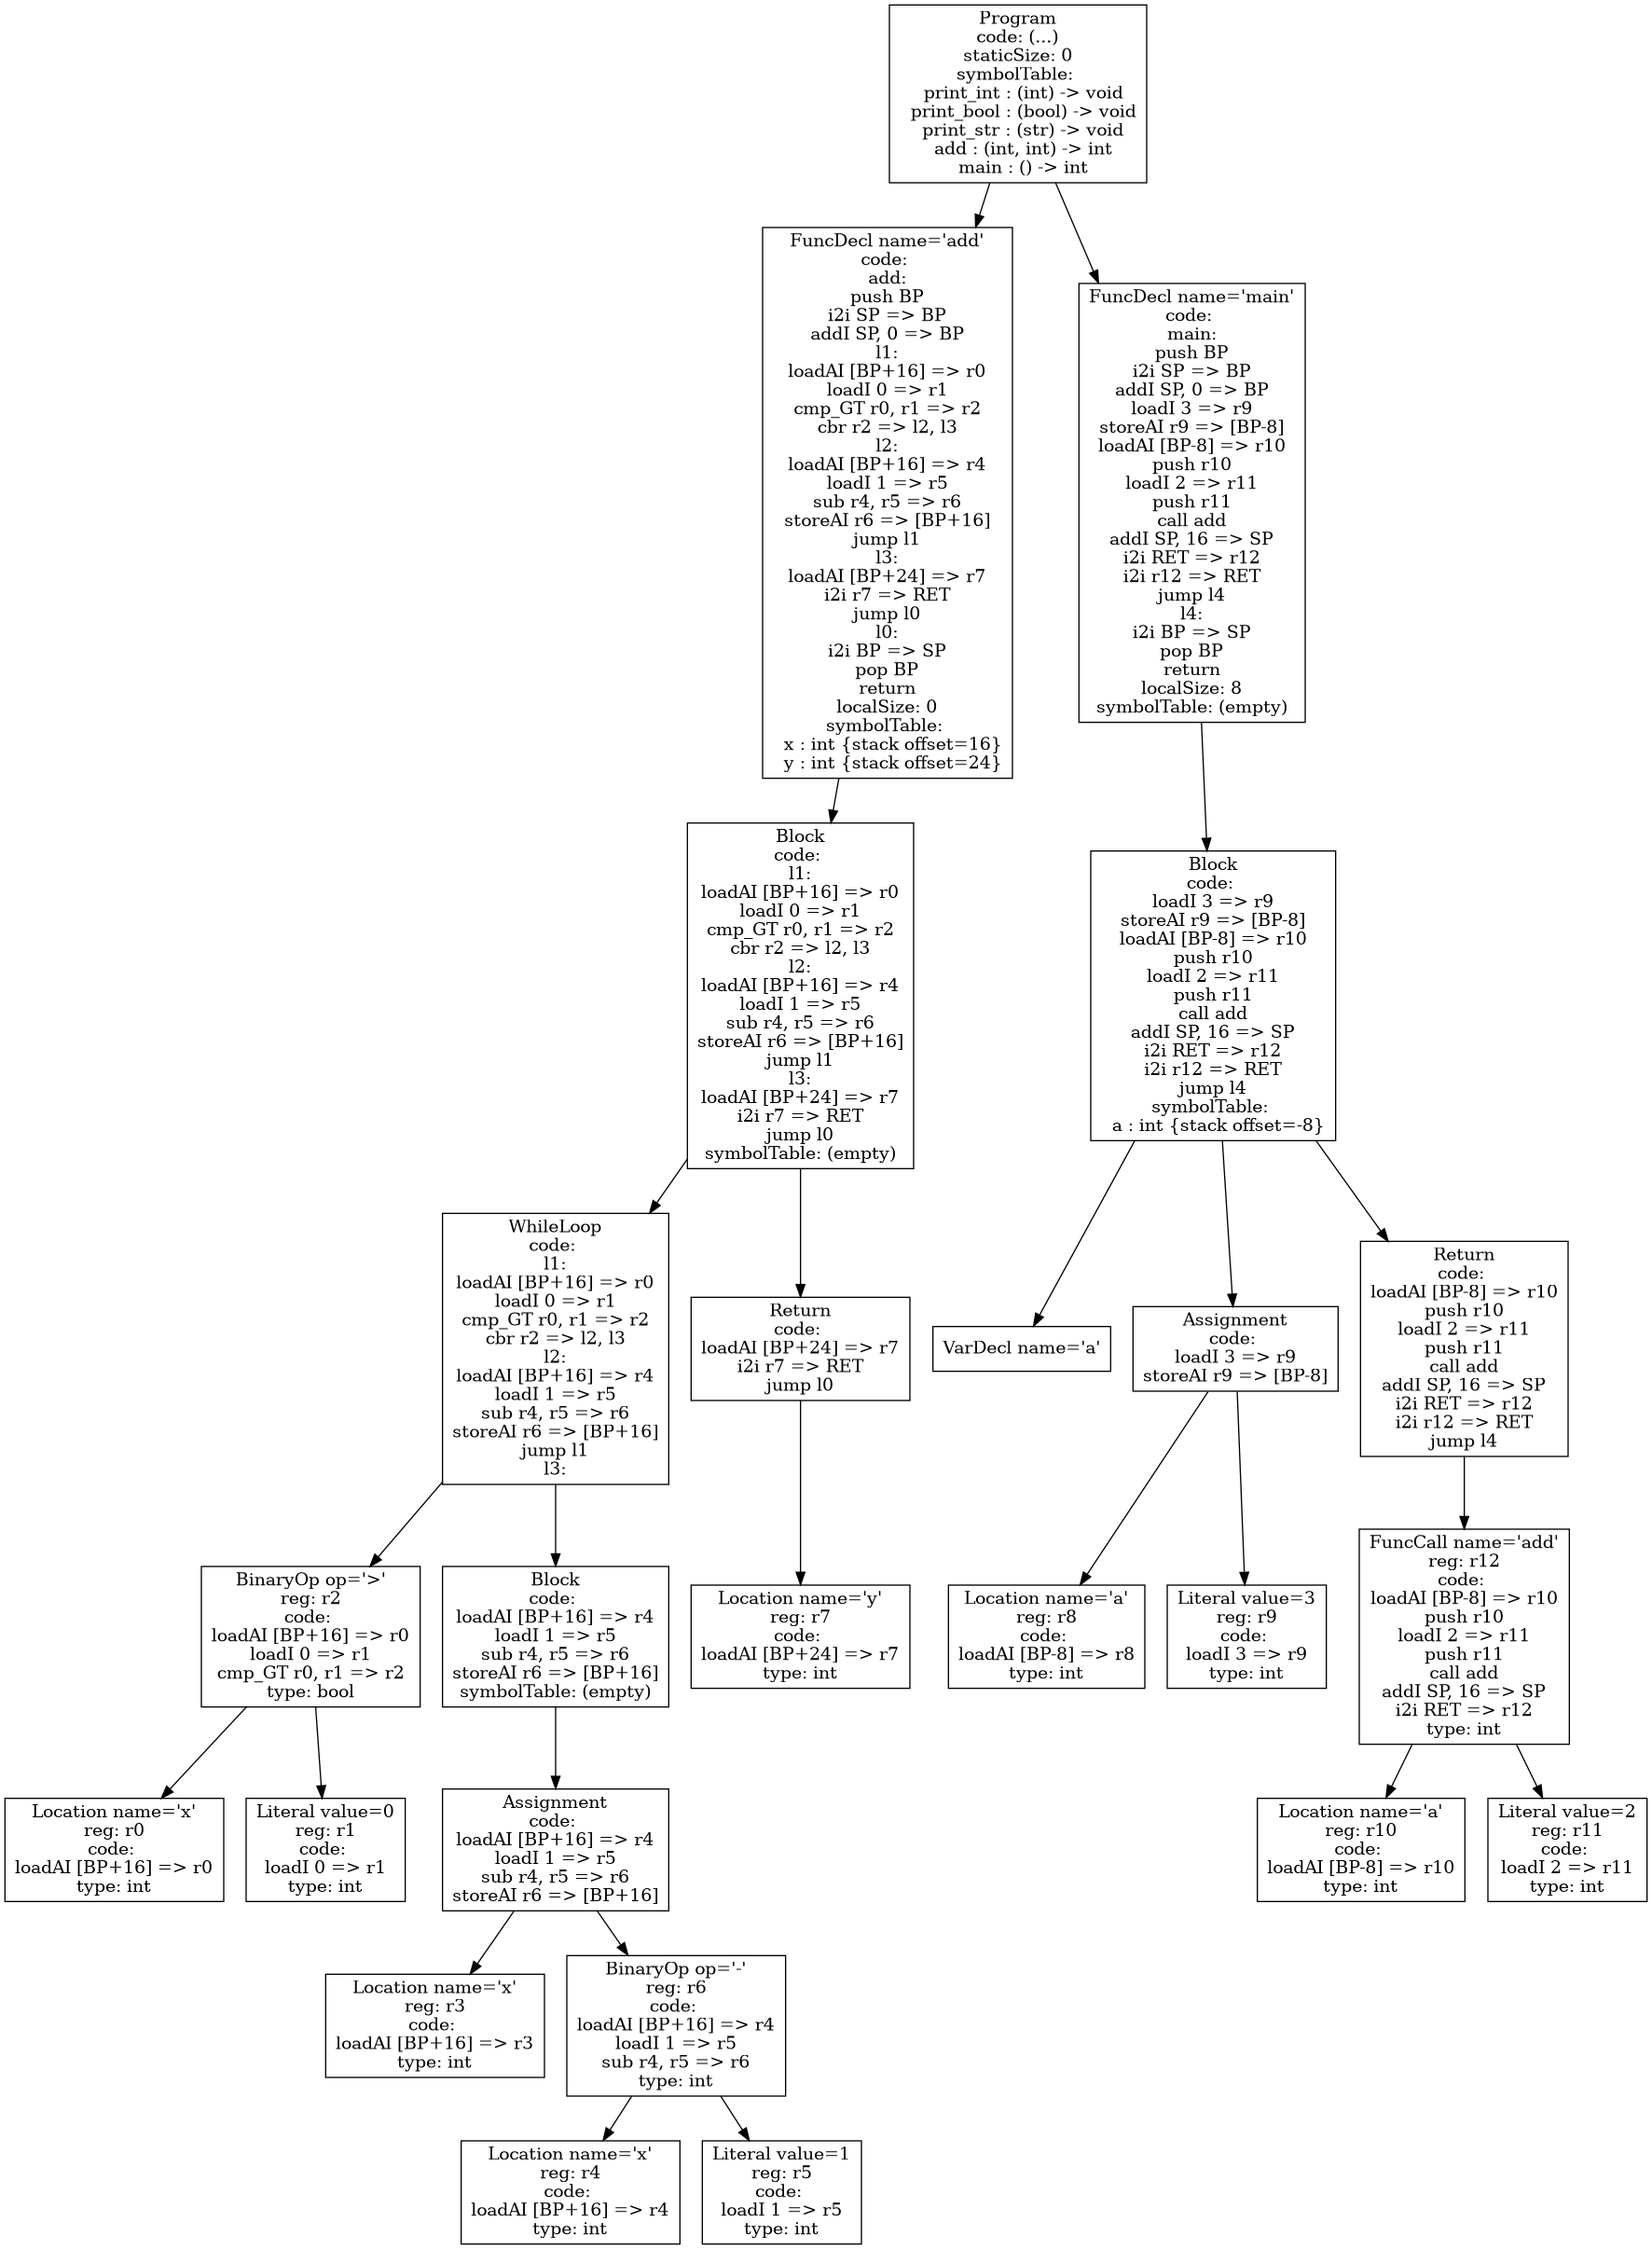 Program
code: (...)
staticSize: 0
symbolTable:
print_int : (int) -> void
print_bool : (bool) -> void
print_str : (str) -> void
add : (int, int) -> int
main : () -> int
FuncDecl name='add'
code:
add:
push BP
i2i SP => BP
addI SP, 0 => BP
l1:
loadAI [BP+16] => r0
loadI 0 => r1
cmp_GT r0, r1 => r2
cbr r2 => l2, l3
l2:
loadAI [BP+16] => r4
loadI 1 => r5
sub r4, r5 => r6
storeAI r6 => [BP+16]
jump l1
l3:
loadAI [BP+24] => r7
i2i r7 => RET
jump l0
l0:
i2i BP => SP
pop BP
return
localSize: 0
symbolTable:
x : int {stack offset=16}
y : int {stack offset=24}
FuncDecl name='main'
code:
main:
push BP
i2i SP => BP
addI SP, 0 => BP
loadI 3 => r9
storeAI r9 => [BP-8]
loadAI [BP-8] => r10
push r10
loadI 2 => r11
push r11
call add
addI SP, 16 => SP
i2i RET => r12
i2i r12 => RET
jump l4
l4:
i2i BP => SP
pop BP
return
localSize: 8
symbolTable: (empty)
Block
code:
l1:
loadAI [BP+16] => r0
loadI 0 => r1
cmp_GT r0, r1 => r2
cbr r2 => l2, l3
l2:
loadAI [BP+16] => r4
loadI 1 => r5
sub r4, r5 => r6
storeAI r6 => [BP+16]
jump l1
l3:
loadAI [BP+24] => r7
i2i r7 => RET
jump l0
symbolTable: (empty)
Block
code:
loadI 3 => r9
storeAI r9 => [BP-8]
loadAI [BP-8] => r10
push r10
loadI 2 => r11
push r11
call add
addI SP, 16 => SP
i2i RET => r12
i2i r12 => RET
jump l4
symbolTable:
a : int {stack offset=-8}
WhileLoop
code:
l1:
loadAI [BP+16] => r0
loadI 0 => r1
cmp_GT r0, r1 => r2
cbr r2 => l2, l3
l2:
loadAI [BP+16] => r4
loadI 1 => r5
sub r4, r5 => r6
storeAI r6 => [BP+16]
jump l1
l3:
Return
code:
loadAI [BP+24] => r7
i2i r7 => RET
jump l0
VarDecl name='a'
Assignment
code:
loadI 3 => r9
storeAI r9 => [BP-8]
Return
code:
loadAI [BP-8] => r10
push r10
loadI 2 => r11
push r11
call add
addI SP, 16 => SP
i2i RET => r12
i2i r12 => RET
jump l4
BinaryOp op='>'
reg: r2
code:
loadAI [BP+16] => r0
loadI 0 => r1
cmp_GT r0, r1 => r2
type: bool
Block
code:
loadAI [BP+16] => r4
loadI 1 => r5
sub r4, r5 => r6
storeAI r6 => [BP+16]
symbolTable: (empty)
Location name='y'
reg: r7
code:
loadAI [BP+24] => r7
type: int
Location name='a'
reg: r8
code:
loadAI [BP-8] => r8
type: int
Literal value=3
reg: r9
code:
loadI 3 => r9
type: int
FuncCall name='add'
reg: r12
code:
loadAI [BP-8] => r10
push r10
loadI 2 => r11
push r11
call add
addI SP, 16 => SP
i2i RET => r12
type: int
Location name='x'
reg: r0
code:
loadAI [BP+16] => r0
type: int
Literal value=0
reg: r1
code:
loadI 0 => r1
type: int
Assignment
code:
loadAI [BP+16] => r4
loadI 1 => r5
sub r4, r5 => r6
storeAI r6 => [BP+16]
Location name='a'
reg: r10
code:
loadAI [BP-8] => r10
type: int
Literal value=2
reg: r11
code:
loadI 2 => r11
type: int
Location name='x'
reg: r3
code:
loadAI [BP+16] => r3
type: int
BinaryOp op='-'
reg: r6
code:
loadAI [BP+16] => r4
loadI 1 => r5
sub r4, r5 => r6
type: int
Location name='x'
reg: r4
code:
loadAI [BP+16] => r4
type: int
Literal value=1
reg: r5
code:
loadI 1 => r5
type: int